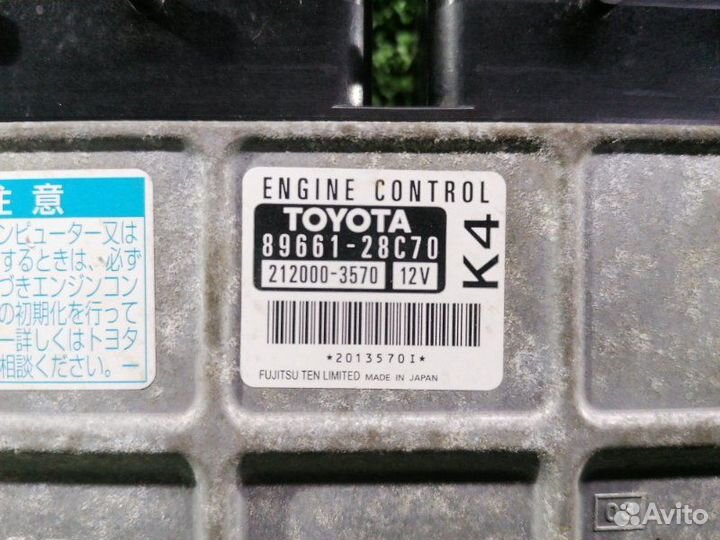 注 意
ンピューター又は
するときは、必ず
づきエンジンコン
の初期化を行って
ー詳しくはトヨタ
相談ください。ー
ENGINE CONTROL
TOYOTA
89661-28C70
212000-3570 12V
K4
*2013570I*
FUJITSU TEN LIMITED MADE IN JAPAN
Avito